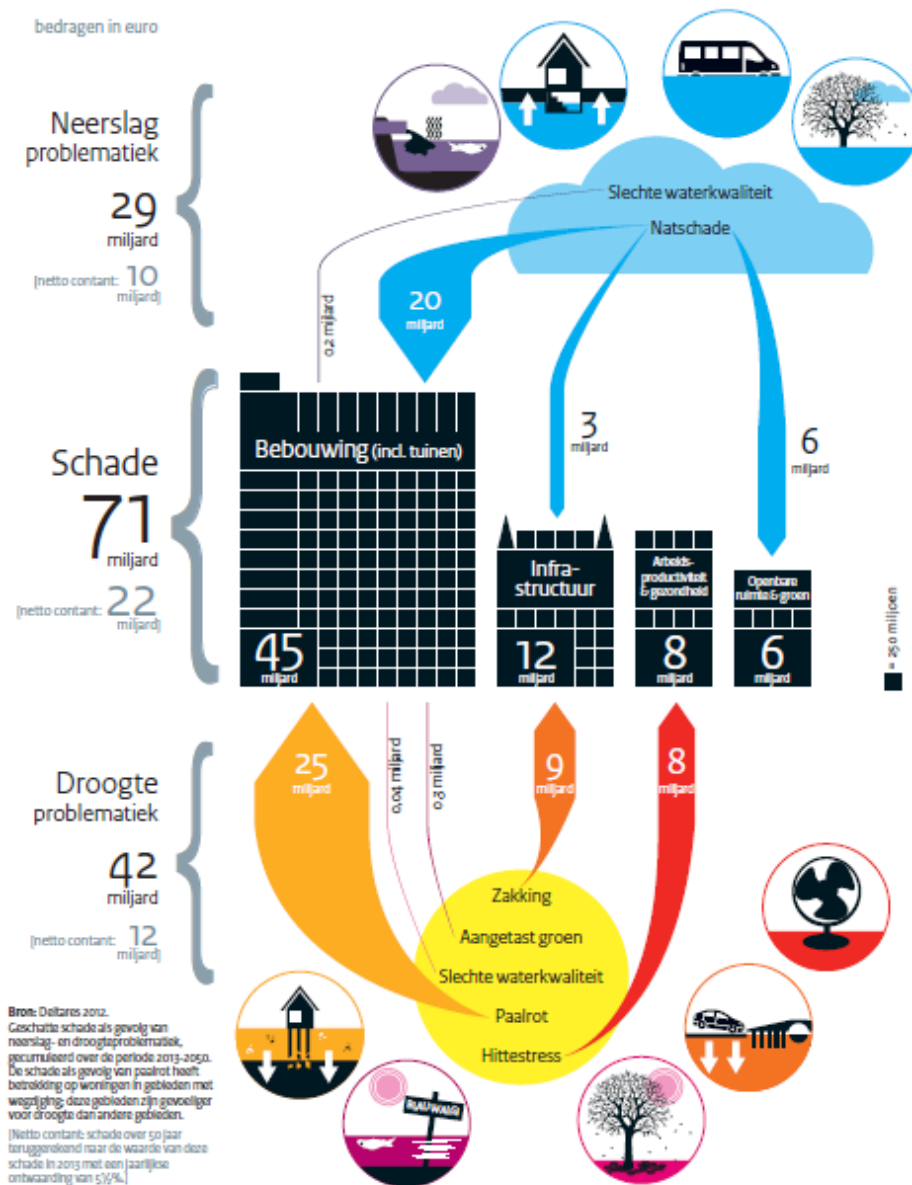 bedragen in euro
Neerslag
problematiek
29
miljard
[netto contant: 10
miljard]
Slechte waterkwaliteit
Natschade
0,2 miljard
20
miljard
3
miljard
6
miljard
Schade
71
miljard
[netto contant: 22
miljard]
Bebouwing (incl. tuinen)
45
miljard
Infra-
structuur
12
miljard
Arbeids-
productiviteit
& gezondheid
8
miljard
Openbare
ruimte & groen
6
miljard
= 250 miljoen
Droogte
problematiek
42
miljard
[netto contant: 12
miljard]
25
miljard
0,04 miljard
0,3 miljard
9
miljard
8
miljard
Zakking
Aangetast groen
Slechte waterkwaliteit
Paalrot
Hittestress
BLAUWALG
Bron: Deltares 2012.
Geschatte schade als gevolg van
neerslag- en droogteproblematiek,
gecumuleerd over de periode 2013-2050.
De schade als gevolg van paalrot heeft
betrekking op woningen in gebieden met
wegzijging; deze gebieden zijn gevoeliger
voor droogte dan andere gebieden.
[Netto contant: schade over 50 jaar
teruggerekend naar de waarde van deze
schade in 2013 met een jaarlijkse
ontwaarding van 5,5%.]